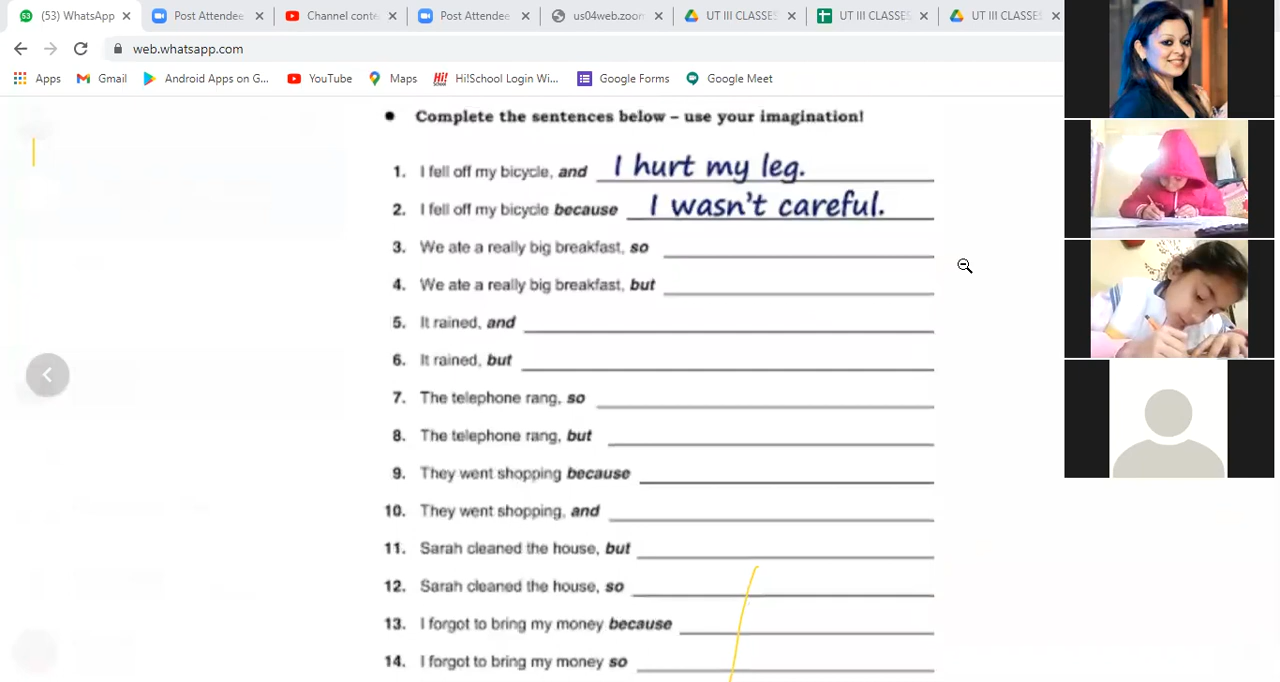 (53) WhatsApp
Post Attendee
Channel conte
Post Attendee
us04web.zoon
UT III CLASSES
UT III CLASSES
UT III CLASSES
web.whatsapp.com
Apps
Gmail
Android Apps on G...
YouTube
Maps
Hi! Hi!School Login Wi...
Google Forms
Google Meet
• Complete the sentences below – use your imagination!
1. I fell off my bicycle, and I hurt my leg.
2. I fell off my bicycle because I wasn't careful.
3. We ate a really big breakfast, so
4. We ate a really big breakfast, but
5. It rained, and
6. It rained, but
7. The telephone rang, so
8. The telephone rang, but
9. They went shopping because
10. They went shopping, and
11. Sarah cleaned the house, but
12. Sarah cleaned the house, so
13. I forgot to bring my money because
14. I forgot to bring my money so